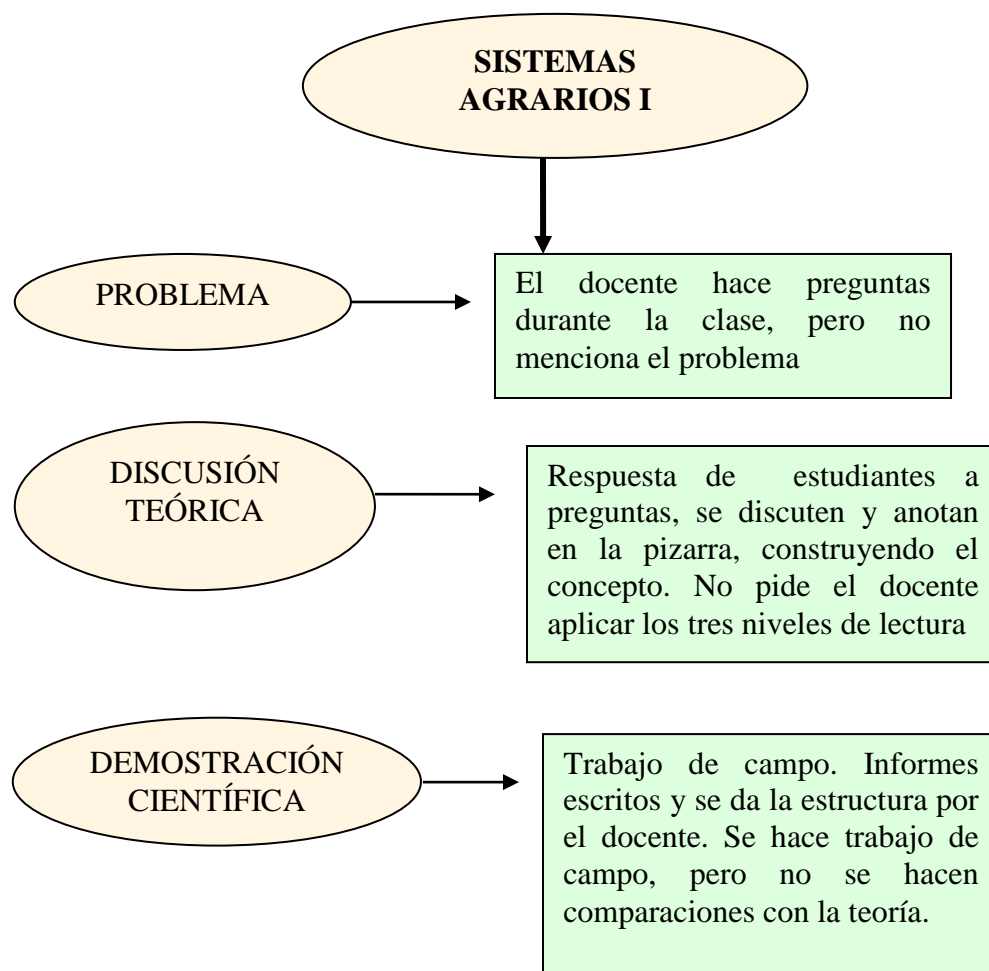 SISTEMAS
AGRARIOS I
PROBLEMA
El docente hace preguntas
durante la clase, pero no
menciona el problema
DISCUSIÓN
TEÓRICA
Respuesta de estudiantes a
preguntas, se discuten y anotan
en la pizarra, construyendo el
concepto. No pide el docente
aplicar los tres niveles de lectura
DEMOSTRACIÓN
CIENTÍFICA
Trabajo de campo. Informes
escritos y se da la estructura por
el docente. Se hace trabajo de
campo, pero no se hacen
comparaciones con la teoría.